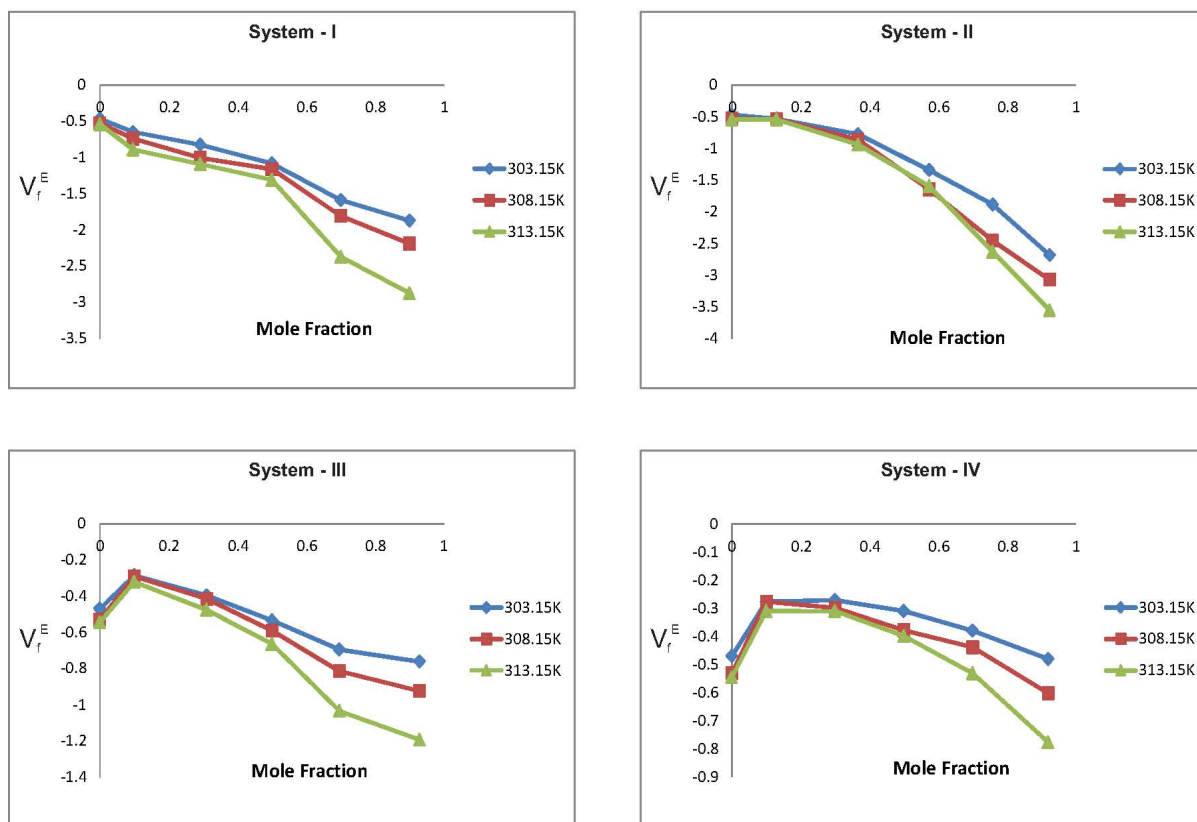 System - I
0
0 0.2 0.4 0.6 0.8 1
-0.5
-1
-1.5
-2
-2.5
-3
-3.5
V_f^E
303.15K
308.15K
313.15K
Mole Fraction
System - II
0
0 0.2 0.4 0.6 0.8 1
-0.5
-1
-1.5
-2
-2.5
-3
-3.5
-4
V_f^E
303.15K
308.15K
313.15K
Mole Fraction
System - III
0
0 0.2 0.4 0.6 0.8 1
-0.2
-0.4
-0.6
-0.8
-1
-1.2
-1.4
V_f^E
303.15K
308.15K
313.15K
Mole Fraction
System - IV
0
0 0.2 0.4 0.6 0.8 1
-0.1
-0.2
-0.3
-0.4
-0.5
-0.6
-0.7
-0.8
-0.9
V_f^E
303.15K
308.15K
313.15K
Mole Fraction